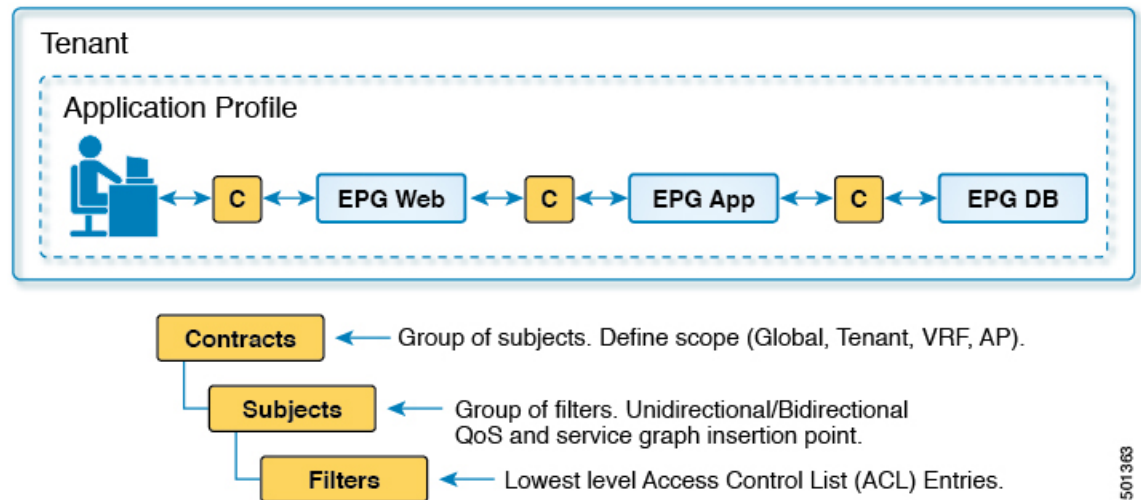 Tenant
Application Profile
C
EPG Web
C
EPG App
C
EPG DB
Contracts
Group of subjects. Define scope (Global, Tenant, VRF, AP).
Subjects
Group of filters. Unidirectional/Bidirectional
QoS and service graph insertion point.
Filters
Lowest level Access Control List (ACL) Entries.
501363